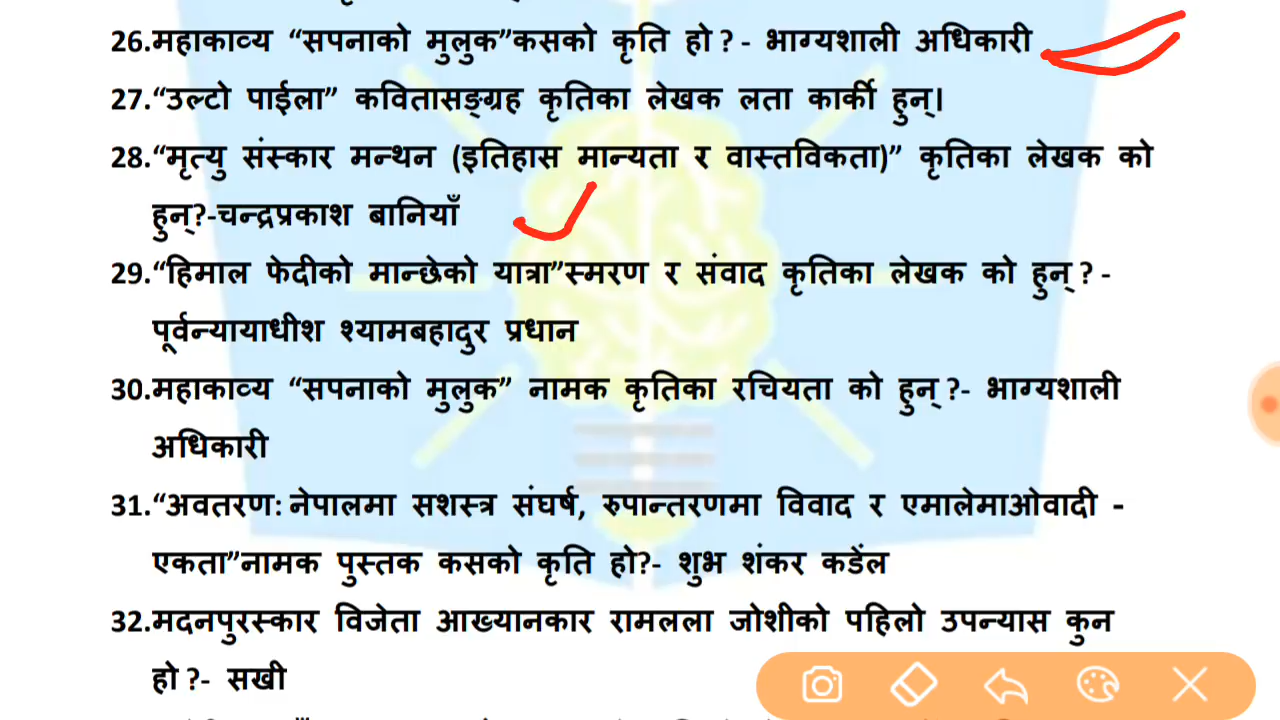 26.महाकाव्य “सपनाको मुलुक”कसको कृति हो ? - भाग्यशाली अधिकारी
27.“उल्टो पाईला” कवितासङ्ग्रह कृतिका लेखक लता कार्की हुन्।
28.“मृत्यु संस्कार मन्थन (इतिहास मान्यता र वास्तविकता)” कृतिका लेखक को
हुन्?-चन्द्रप्रकाश बानियाँ
29.“हिमाल फेदीको मान्छेको यात्रा”स्मरण र संवाद कृतिका लेखक को हुन् ? -
पूर्वन्यायाधीश श्यामबहादुर प्रधान
30.महाकाव्य “सपनाको मुलुक” नामक कृतिका रचियता को हुन् ?- भाग्यशाली
अधिकारी
31.“अवतरण: नेपालमा सशस्त्र संघर्ष, रुपान्तरणमा विवाद र एमालेमाओवादी -
एकता”नामक पुस्तक कसको कृति हो?- शुभ शंकर कडेंल
32.मदनपुरस्कार विजेता आख्यानकार रामलला जोशीको पहिलो उपन्यास कुन
हो ?- सखी